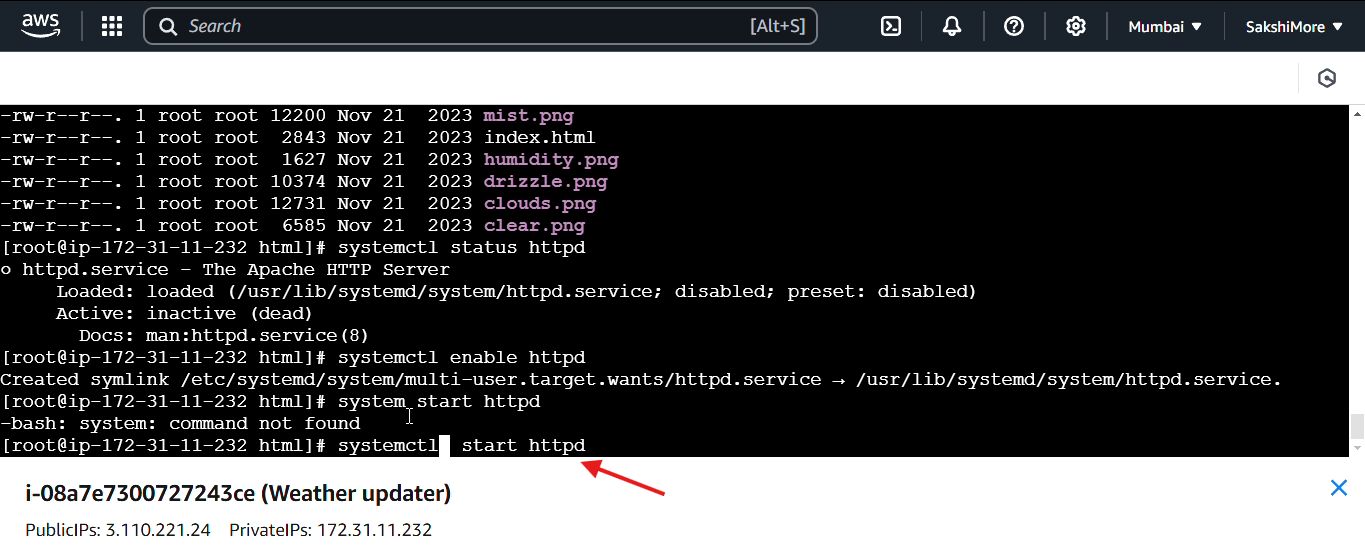 aws
Search [Alt+S] Mumbai SakshiMore
-rw-r--r--. 1 root root 12200 Nov 21  2023 mist.png
-rw-r--r--. 1 root root  2843 Nov 21  2023 index.html
-rw-r--r--. 1 root root  1627 Nov 21  2023 humidity.png
-rw-r--r--. 1 root root 10374 Nov 21  2023 drizzle.png
-rw-r--r--. 1 root root 12731 Nov 21  2023 clouds.png
-rw-r--r--. 1 root root  6585 Nov 21  2023 clear.png
[root@ip-172-31-11-232 html]# systemctl status httpd
○ httpd.service - The Apache HTTP Server
     Loaded: loaded (/usr/lib/systemd/system/httpd.service; disabled; preset: disabled)
     Active: inactive (dead)
       Docs: man:httpd.service(8)
[root@ip-172-31-11-232 html]# systemctl enable httpd
Created symlink /etc/systemd/system/multi-user.target.wants/httpd.service → /usr/lib/systemd/system/httpd.service.
[root@ip-172-31-11-232 html]# system start httpd
-bash: system: command not found
[root@ip-172-31-11-232 html]# systemctl  start httpd
i-08a7e7300727243ce (Weather updater)
PublicIPs: 3.110.221.24 PrivateIPs: 172.31.11.232